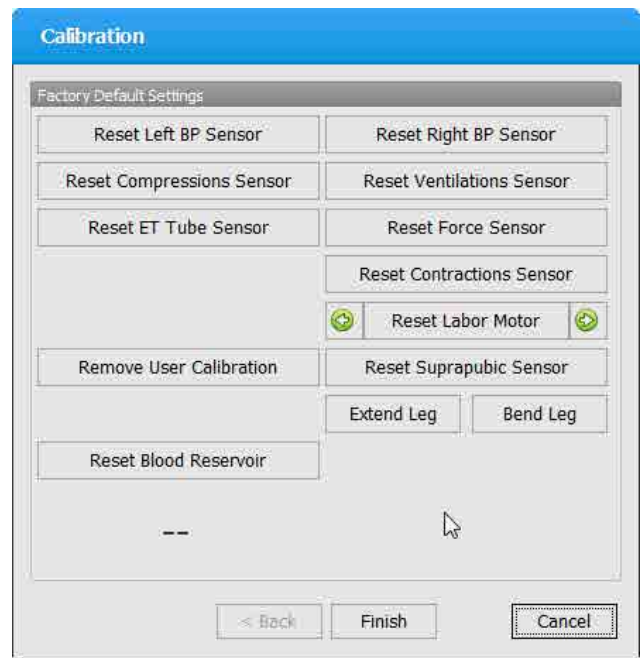 Calibration
Factory Default Settings
Reset Left BP Sensor
Reset Right BP Sensor
Reset Compressions Sensor
Reset Ventilations Sensor
Reset ET Tube Sensor
Reset Force Sensor
Reset Contractions Sensor
Reset Labor Motor
Remove User Calibration
Reset Suprapubic Sensor
Extend Leg
Bend Leg
Reset Blood Reservoir
--
< Back
Finish
Cancel